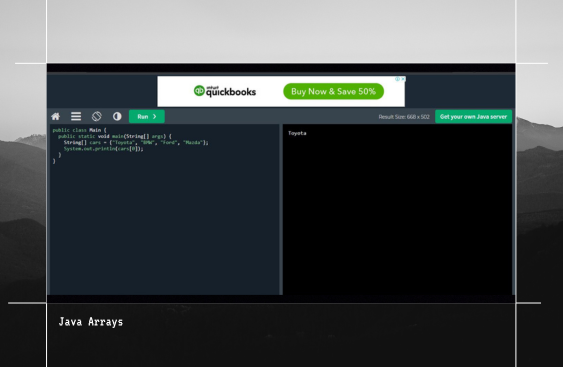 intuit
quickbooks
Buy Now & Save 50%
Run
Result Size: 668 x 502
Get your own Java server
public class Main {
public static void main(String[] args) {
String[] cars = {"Toyota", "BMW", "Ford", "Mazda"};
System.out.println(cars[0]);
}
}
Toyota
Java Arrays